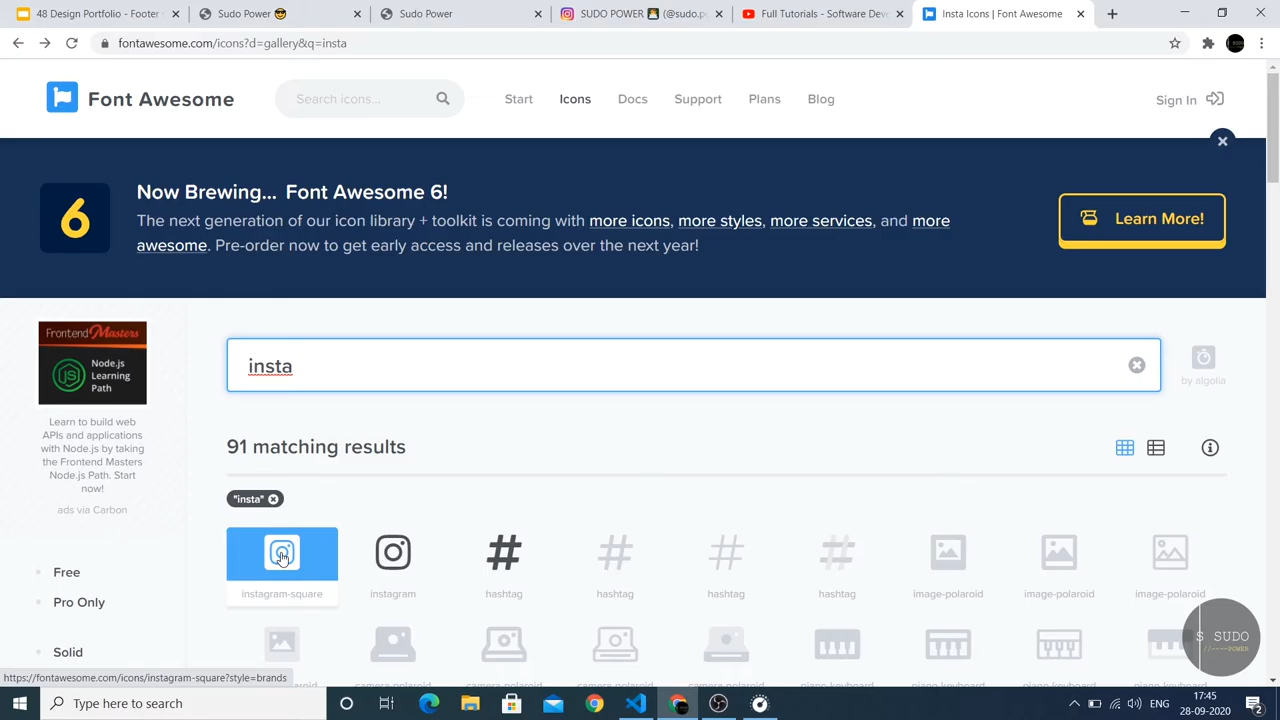 48 Design Portfolio - Footer
Sudo Power 😎
Sudo Power
SUDO POWER 👨‍💻 (@sudo.p
Full Tutorials - Software Dev
Insta Icons | Font Awesome
fontawesome.com/icons?d=gallery&q=insta
Font Awesome
Search icons...
Start
Icons
Docs
Support
Plans
Blog
Sign In
6
Now Brewing... Font Awesome 6!
The next generation of our icon library + toolkit is coming with more icons, more styles, more services, and more
awesome. Pre-order now to get early access and releases over the next year!
Learn More!
Frontend Masters
Node.js
Learning
Path
JS
Learn to build web
APIs and applications
with Node.js by taking
the Frontend Masters
Node.js Path. Start
now!
ads via Carbon
insta
by algolia
91 matching results
"insta"
instagram-square
instagram
hashtag
hashtag
hashtag
hashtag
image-polaroid
image-polaroid
image-polaroid
Free
Pro Only
Solid
S SUDO
//----POWER
https://fontawesome.com/icons/instagram-square?style=brands
Type here to search
ENG
17:45
28-09-2020
2